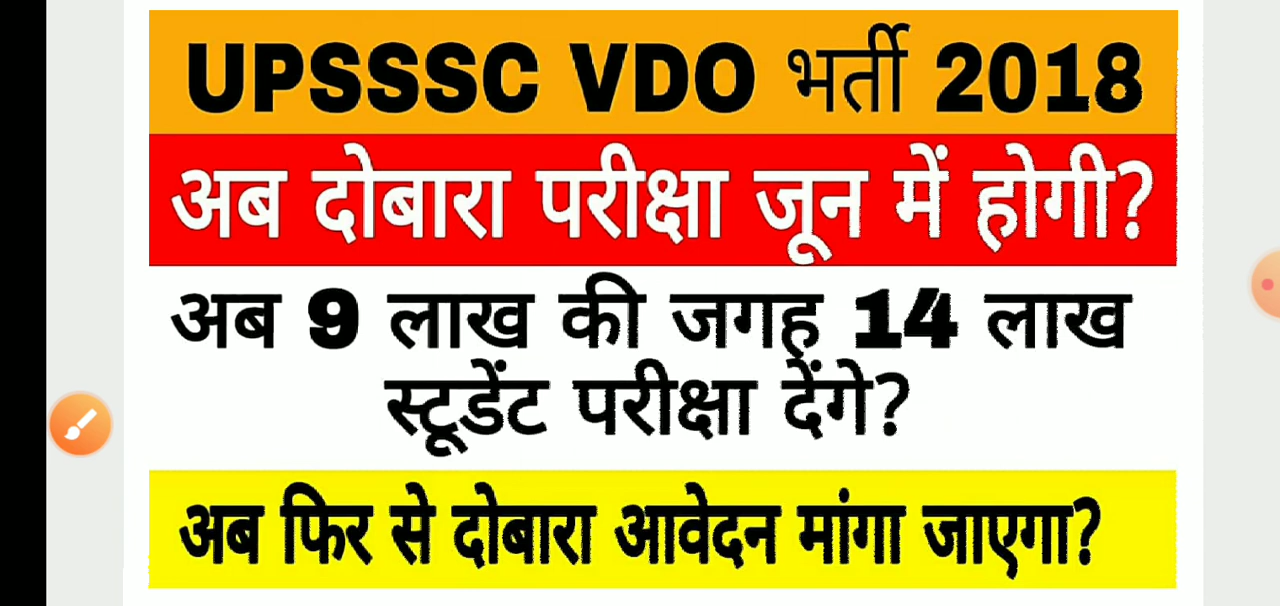 UPSSSC VDO भर्ती 2018
अब दोबारा परीक्षा जून में होगी?
अब 9 लाख की जगह 14 लाख
स्टूडेंट परीक्षा देंगे?
अब फिर से दोबारा आवेदन मांगा जाएगा?